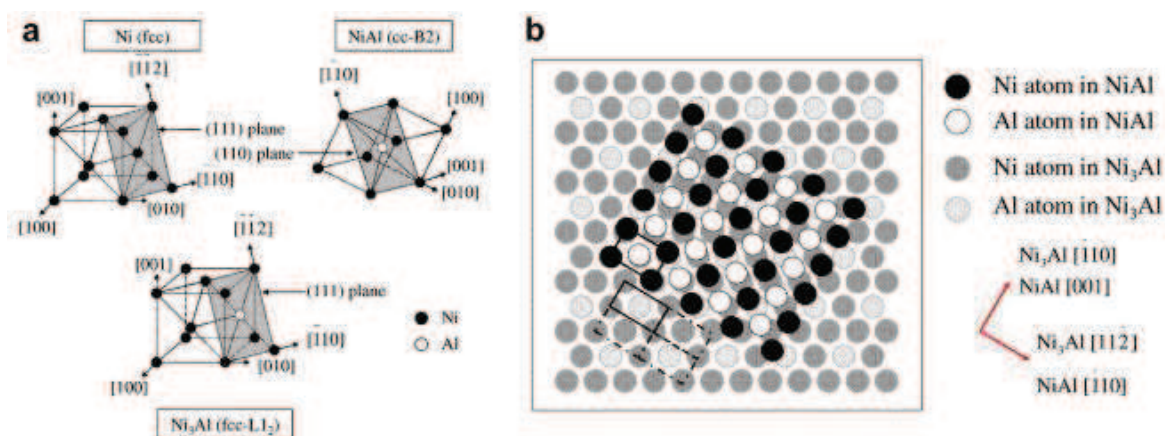 a
Ni (fcc)
[112]
[001]
(111) plane
[110]
[010]
[100]
NiAl (cc-B2)
[110]
[100]
(110) plane
[001]
[010]
[112]
[001]
(111) plane
[110]
[010]
[100]
Ni
Al
Ni₃Al (fcc-L1₂)
b
Ni atom in NiAl
Al atom in NiAl
Ni atom in Ni₃Al
Al atom in Ni₃Al
Ni₃Al [110]
NiAl [001]
Ni₃Al [112]
NiAl [110]